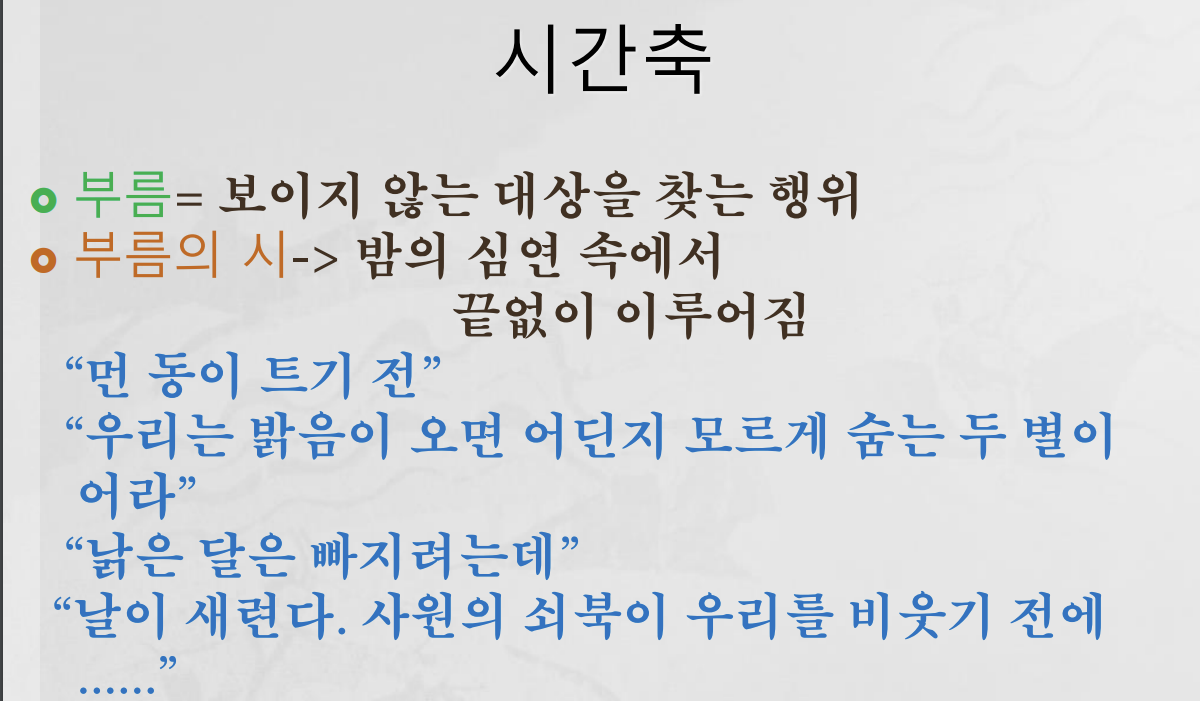 시간축
부름= 보이지 않는 대상을 찾는 행위
부름의 시-> 밤의 심연 속에서
끝없이 이루어짐
“먼 동이 트기 전”
“우리는 밝음이 오면 어딘지 모르게 숨는 두 별이
어라”
“낡은 달은 빠지려는데”
“날이 새련다. 사원의 쇠북이 우리를 비웃기 전에
……”